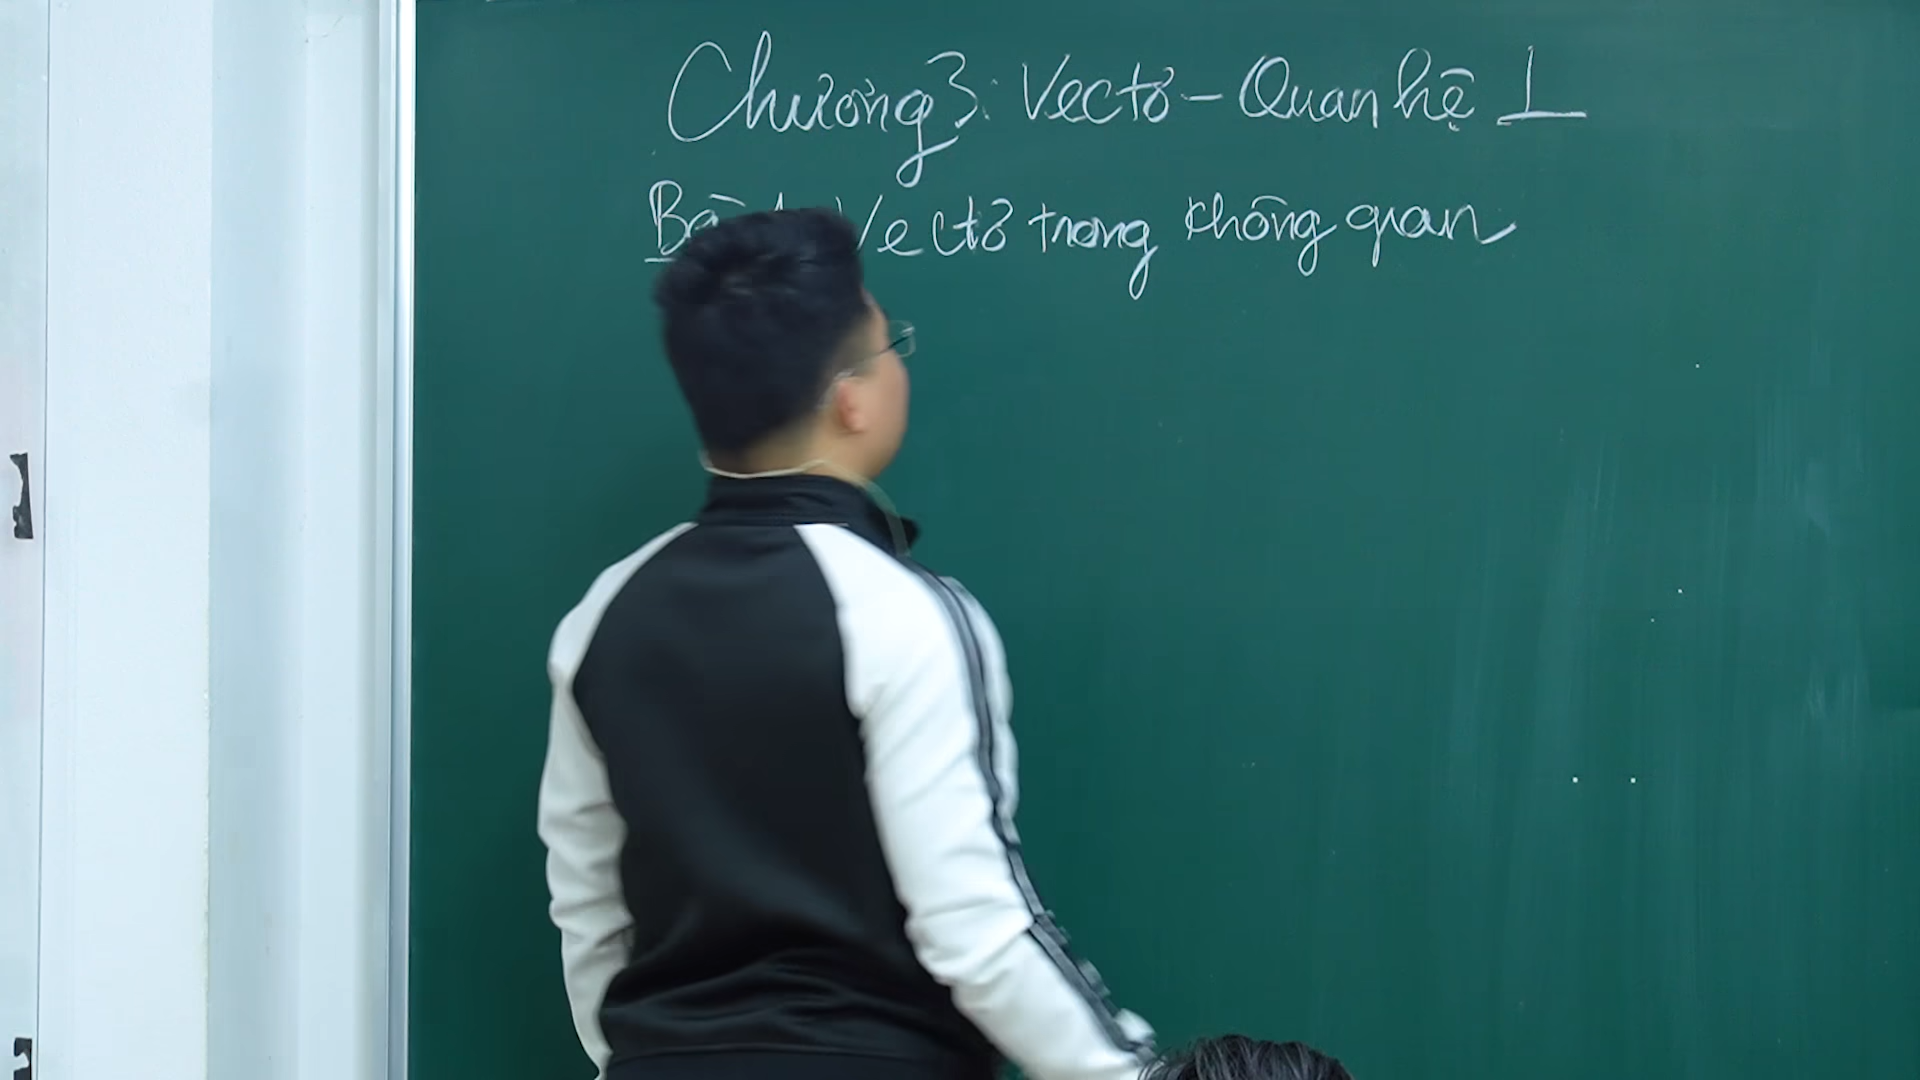 Chương 3: Vectơ - Quan hệ ⊥
Vectơ trong không gian